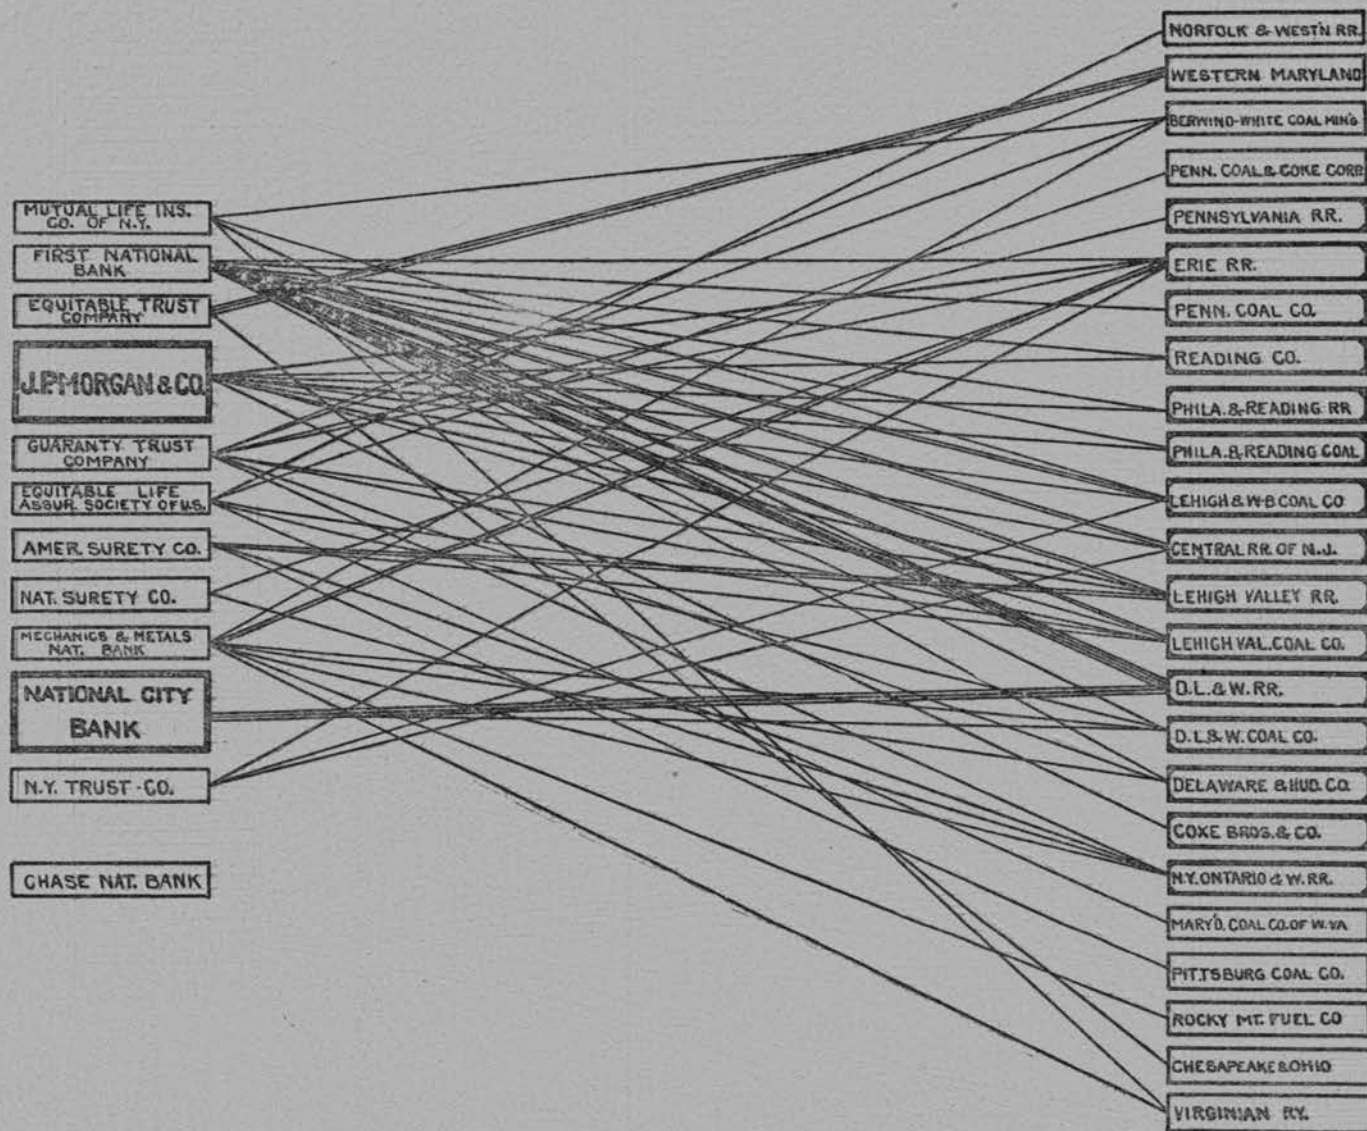 MUTUAL LIFE INS.
CO. OF N.Y.
FIRST NATIONAL
BANK
EQUITABLE TRUST
COMPANY
J.P. MORGAN & CO.
GUARANTY TRUST
COMPANY
EQUITABLE LIFE
ASSUR. SOCIETY OF U.S.
AMER. SURETY CO.
NAT. SURETY CO.
MECHANICS & METALS
NAT. BANK
NATIONAL CITY
BANK
N.Y. TRUST CO.
CHASE NAT. BANK
NORFOLK & WEST'N RR.
WESTERN MARYLAND
BERWIND-WHITE COAL MIN'G
PENN. COAL & COKE CORP
PENNSYLVANIA RR.
ERIE RR.
PENN. COAL CO.
READING CO.
PHILA. & READING RR
PHILA. & READING COAL
LEHIGH & W-B COAL CO
CENTRAL RR. OF N.J.
LEHIGH VALLEY RR.
LEHIGH VAL. COAL CO.
D.L. & W. RR.
D.L. & W. COAL CO.
DELAWARE & HUD. CO.
COXE BROS. & CO.
N.Y. ONTARIO & W. RR.
MARY'D. COAL CO. OF W. VA
PITTSBURG COAL CO.
ROCKY MT. FUEL CO
CHESAPEAKE & OHIO
VIRGINIAN RY.